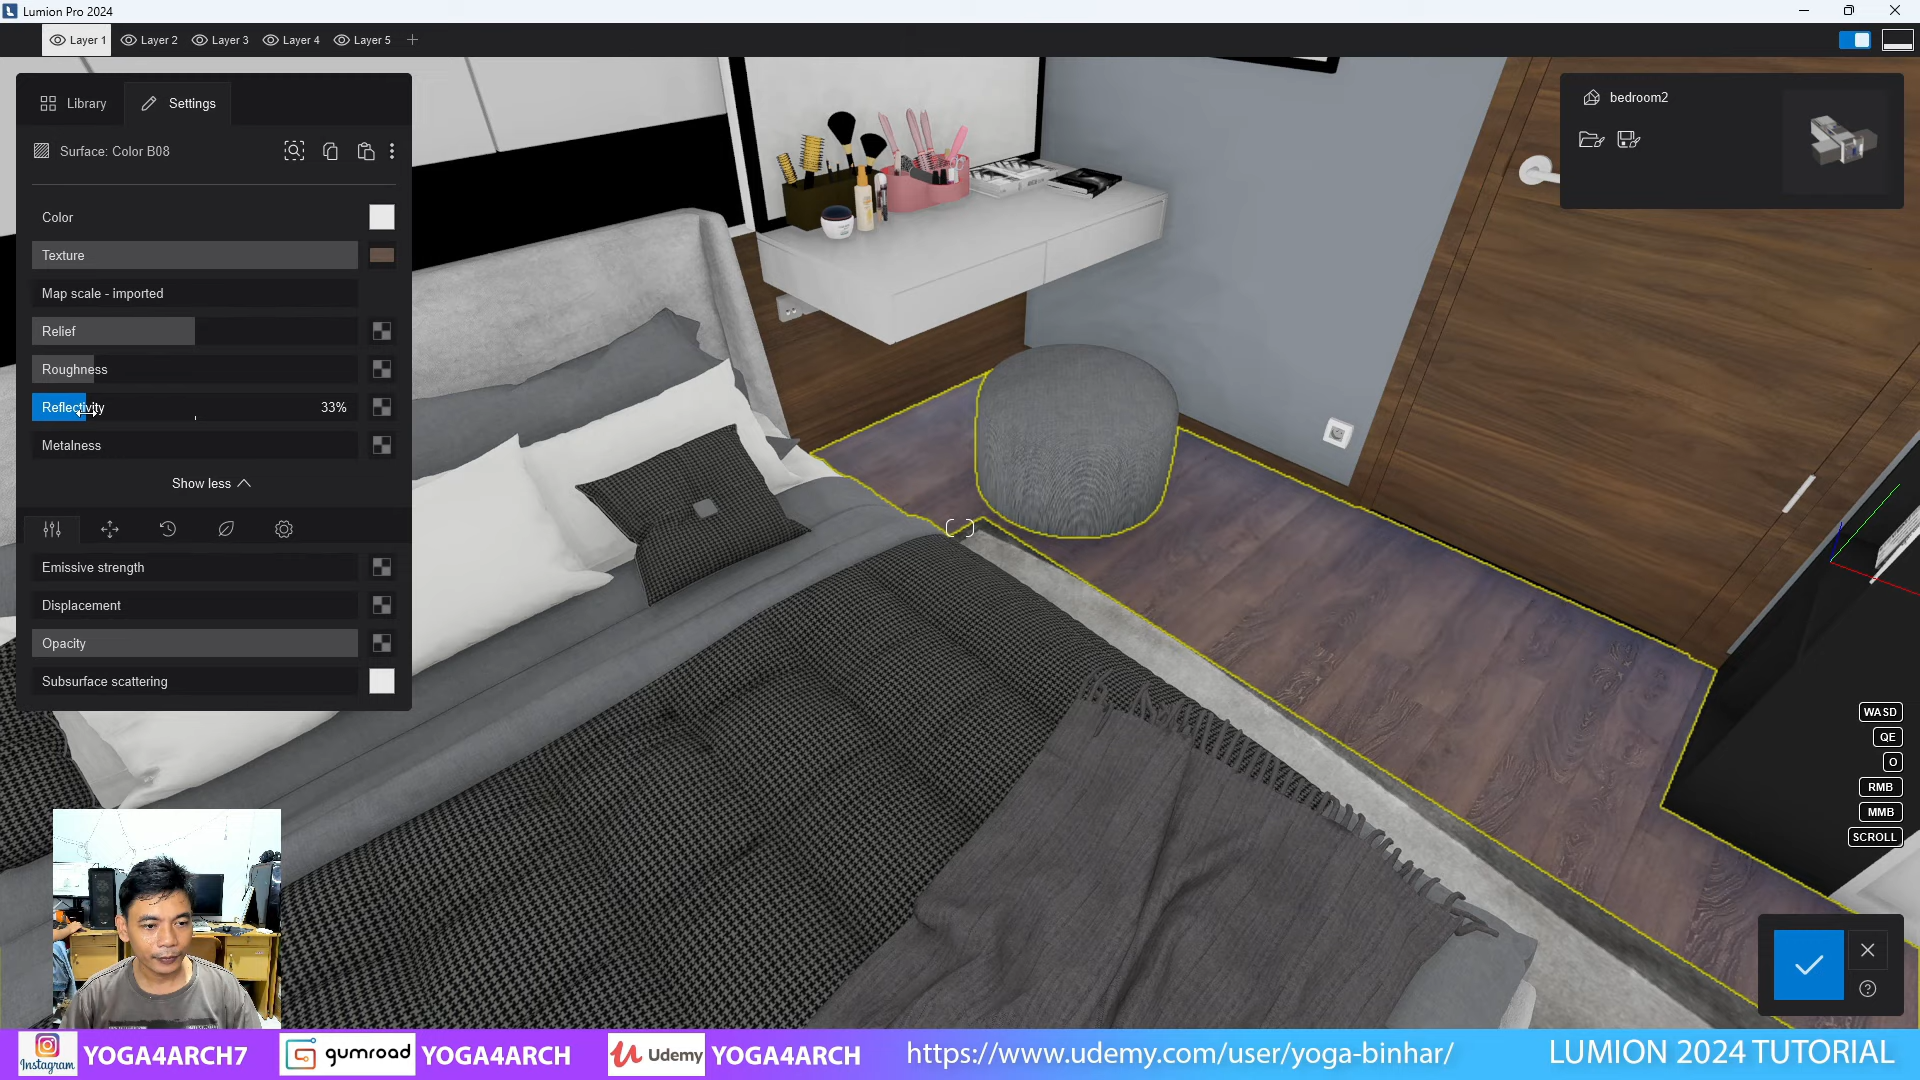 Lumion Pro 2024
Layer 1 Layer 2 Layer 3 Layer 4 Layer 5
Library Settings
bedroom2
Surface: Color B08
Color
Texture
Map scale - imported
Relief
Roughness
Reflectivity 33%
Metalness
Show less
Emissive strength
Displacement
Opacity
Subsurface scattering
WASD
QE
O
RMB
MMB
SCROLL
Instagram YOGA4ARCH7 gumroad YOGA4ARCH Udemy YOGA4ARCH https://www.udemy.com/user/yoga-binhar/ LUMION 2024 TUTORIAL